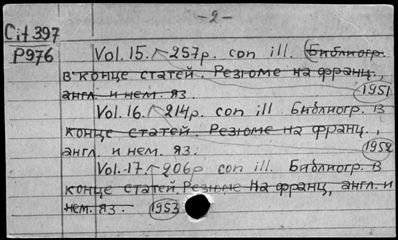 -2-
Cit 397
P976
Vol. 15. 257p. con ill. (Библиогр.
в конце статей. Резюме на франц.,
англ. и нем. яз. 1951
Vol. 16. 214p. con ill Библиогр. в
конце статей. Резюме на франц.,
англ. и нем. яз.
1952
Vol. 17. 206p con ill. Библиогр. в
конце статей. Резюме на франц, англ. и
нем. яз. 1953